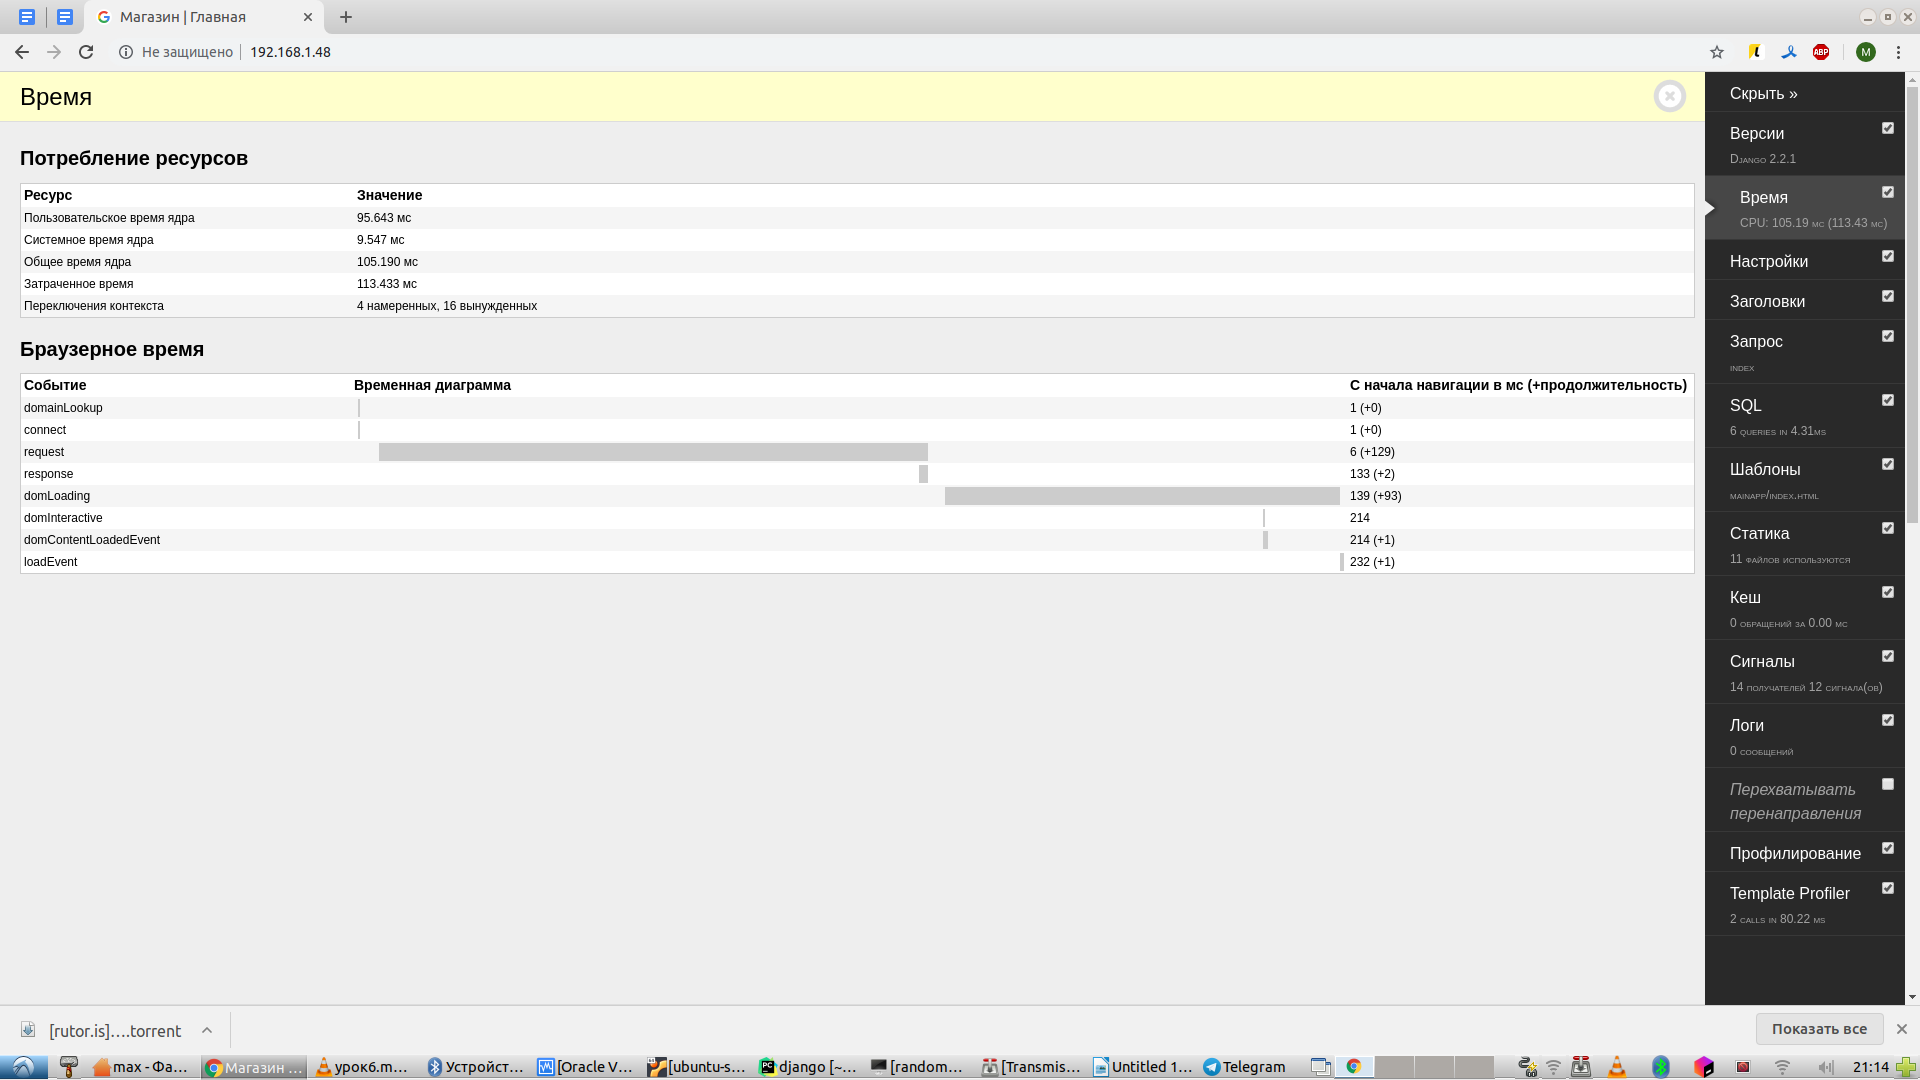 Магазин | Главная
Не защищено
192.168.1.48
ABP
M
Время
Потребление ресурсов
Ресурс Значение
Пользовательское время ядра 95.643 мс
Системное время ядра 9.547 мс
Общее время ядра 105.190 мс
Затраченное время 113.433 мс
Переключения контекста 4 намеренных, 16 вынужденных
Браузерное время
Событие Временная диаграмма С начала навигации в мс (+продолжительность)
domainLookup 1 (+0)
connect 1 (+0)
request 6 (+129)
response 133 (+2)
domLoading 139 (+93)
domInteractive 214
domContentLoadedEvent 214 (+1)
loadEvent 232 (+1)
Скрыть »
Версии
Django 2.2.1
Время
CPU: 105.19 мс (113.43 мс)
Настройки
Заголовки
Запрос
index
SQL
6 queries in 4.31ms
Шаблоны
mainapp/index.html
Статика
11 файлов используются
Кеш
0 обращений за 0.00 мс
Сигналы
14 получателей 12 сигнала(ов)
Логи
0 сообщений
Перехватывать
перенаправления
Профилирование
Template Profiler
2 calls in 80.22 ms
[rutor.is]....torrent
Показать все
max - Фа...
Магазин ...
урок6.m...
Устройст...
[Oracle V...
[ubuntu-s...
django [~...
[random...
[Transmis...
Untitled 1...
Telegram
21:14